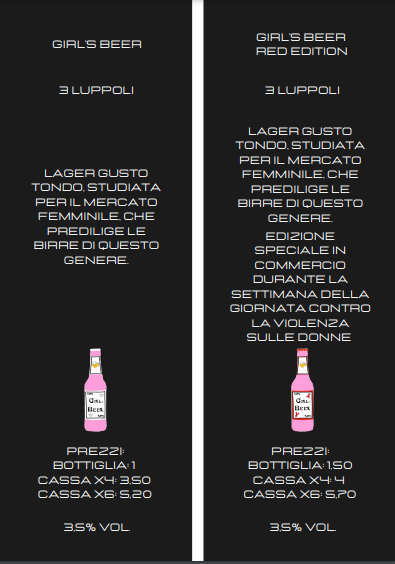 GIRL'S BEER
3 LUPPOLI
LAGER GUSTO
TONDO, STUDIATA
PER IL MERCATO
FEMMINILE, CHE
PREDILIGE LE
BIRRE DI QUESTO
GENERE.
GIRL
BEER
PREZZI:
BOTTIGLIA: 1
CASSA X4: 3,50
CASSA X6: 5,20
3,5% VOL.
GIRL'S BEER
RED EDITION
3 LUPPOLI
LAGER GUSTO
TONDO, STUDIATA
PER IL MERCATO
FEMMINILE, CHE
PREDILIGE LE
BIRRE DI QUESTO
GENERE.
EDIZIONE
SPECIALE IN
COMMERCIO
DURANTE LA
SETTIMANA DELLA
GIORNATA CONTRO
LA VIOLENZA
SULLE DONNE
GIRL
BEER
PREZZI:
BOTTIGLIA: 1,50
CASSA X4: 4
CASSA X6: 5,70
3,5% VOL.